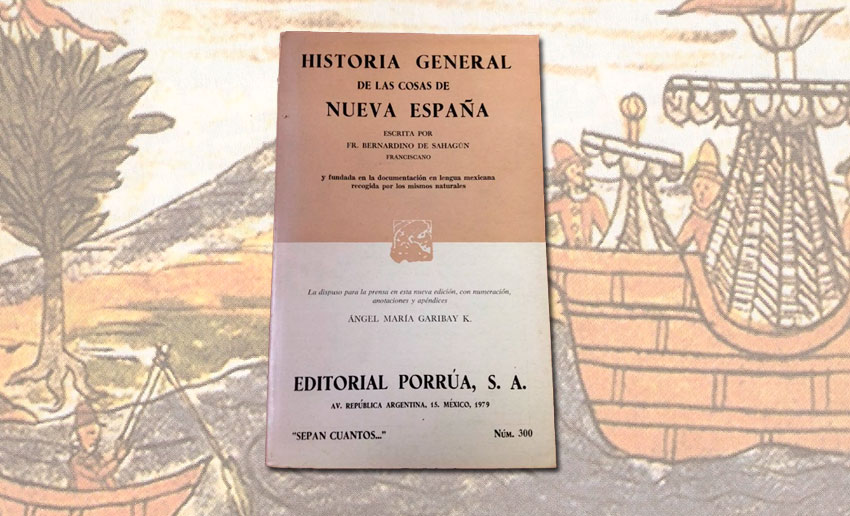 HISTORIA GENERAL
DE LAS COSAS DE
NUEVA ESPAÑA
ESCRITA POR
FR. BERNARDINO DE SAHAGÚN
FRANCISCANO
y fundada en la documentación en lengua mexicana
recogida por los mismos naturales
La dispuso para la prensa en esta nueva edición, con numeración,
anotaciones y apéndices
ÁNGEL MARÍA GARIBAY K.
EDITORIAL PORRÚA, S. A.
AV. REPÚBLICA ARGENTINA, 15. MÉXICO, 1979
"SEPAN CUANTOS..." NÚM. 300